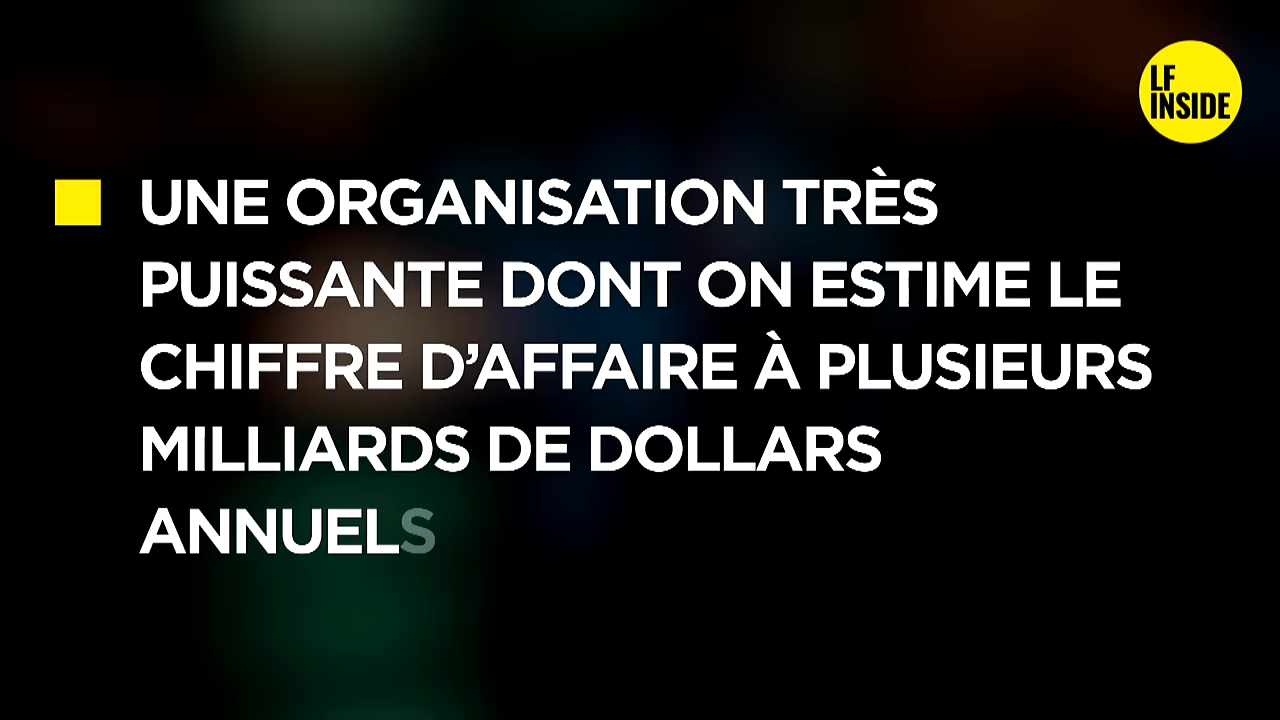 LF
INSIDE
UNE ORGANISATION TRÈS
PUISSANTE DONT ON ESTIME LE
CHIFFRE D’AFFAIRE À PLUSIEURS
MILLIARDS DE DOLLARS
ANNUELS